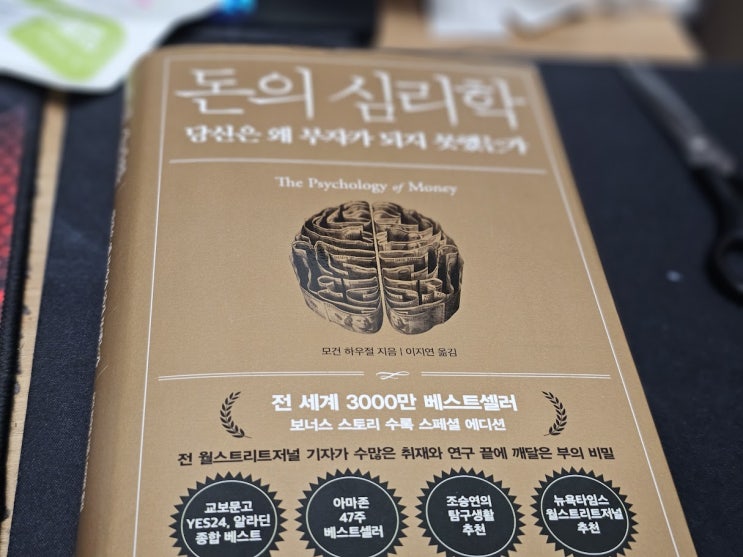 돈의 심리학
당신은 왜 부자가 되지 못했는가
The Psychology of Money
모건 하우절 지음 | 이지연 옮김
전 세계 3000만 베스트셀러
보너스 스토리 수록 스페셜 에디션
전 월스트리트저널 기자가 수많은 취재와 연구 끝에 깨달은 부의 비밀
교보문고
YES24, 알라딘
종합 베스트
아마존
47주
베스트셀러
조승연의
탐구생활
추천
뉴욕타임스
월스트리트저널
추천